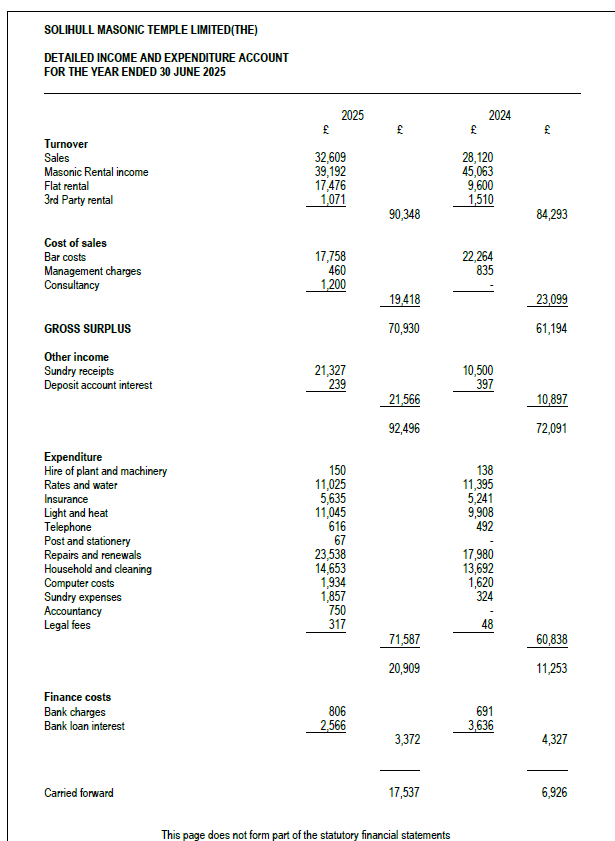 SOLIHULL MASONIC TEMPLE LIMITED(THE)
DETAILED INCOME AND EXPENDITURE ACCOUNT
FOR THE YEAR ENDED 30 JUNE 2025
2025 2024
£ £ £ £
Turnover
Sales 32,609 28,120
Masonic Rental income 39,192 45,063
Flat rental 17,476 9,600
3rd Party rental 1,071 1,510
90,348 84,293
Cost of sales
Bar costs 17,758 22,264
Management charges 460 835
Consultancy 1,200 -
19,418 23,099
GROSS SURPLUS 70,930 61,194
Other income
Sundry receipts 21,327 10,500
Deposit account interest 239 397
21,566 10,897
92,496 72,091
Expenditure
Hire of plant and machinery 150 138
Rates and water 11,025 11,395
Insurance 5,635 5,241
Light and heat 11,045 9,908
Telephone 616 492
Post and stationery 67 -
Repairs and renewals 23,538 17,980
Household and cleaning 14,653 13,692
Computer costs 1,934 1,620
Sundry expenses 1,857 324
Accountancy 750 -
Legal fees 317 48
71,587 60,838
20,909 11,253
Finance costs
Bank charges 806 691
Bank loan interest 2,566 3,636
3,372 4,327
Carried forward 17,537 6,926
This page does not form part of the statutory financial statements